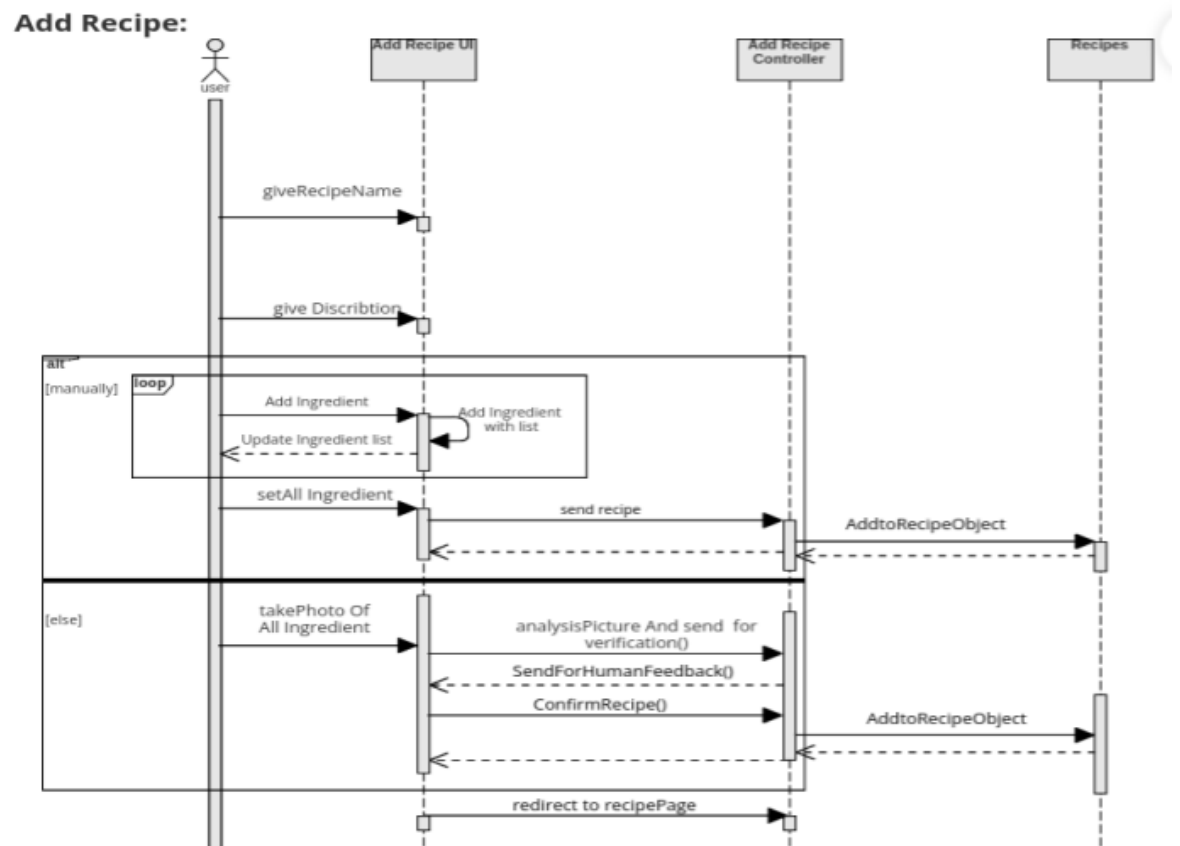 Add Recipe:
Add Recipe UI
Add Recipe
Controller
Recipes
user
giveRecipeName
give Discribtion
alt
[manually]
loop
Add Ingredient
Add Ingredient
with list
Update Ingredient list
setAll Ingredient
send recipe
AddtoRecipeObject
[else]
takePhoto Of
All Ingredient
analysisPicture And send for
verification()
SendForHumanFeedback()
ConfirmRecipe()
AddtoRecipeObject
redirect to recipePage